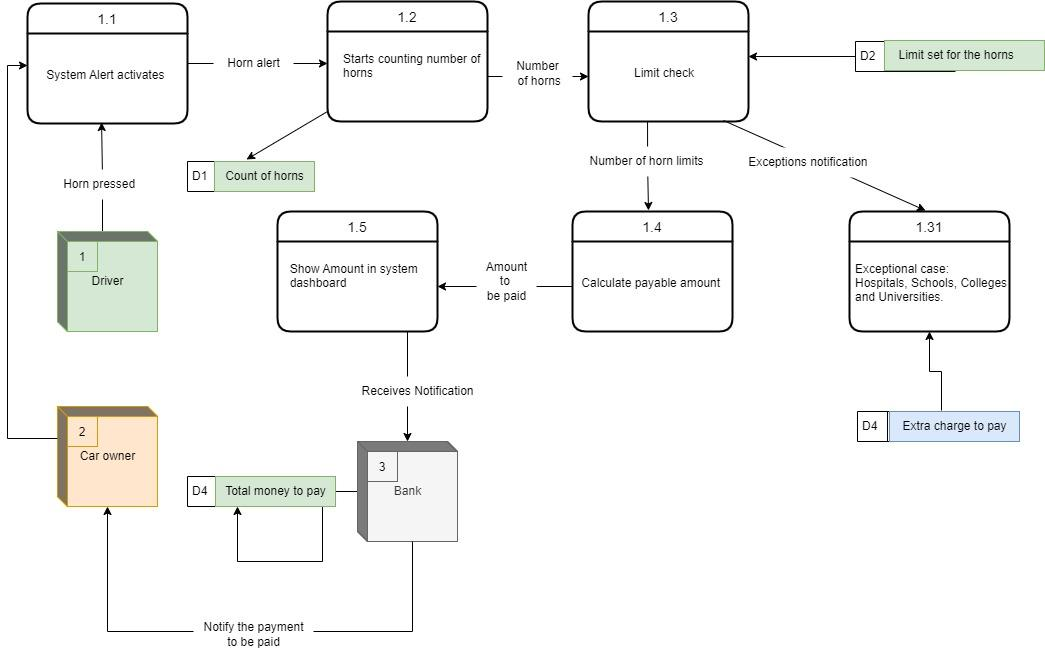 1.1
System Alert activates
Horn alert
1.2
Starts counting number of
horns
Number
of horns
1.3
Limit check
D2
Limit set for the horns
Horn pressed
D1
Count of horns
Number of horn limits
Exceptions notification
1
Driver
1.5
Show Amount in system
dashboard
Amount
to
be paid
1.4
Calculate payable amount
1.31
Exceptional case:
Hospitals, Schools, Colleges
and Universities.
Receives Notification
2
Car owner
D4
Total money to pay
3
Bank
D4
Extra charge to pay
Notify the payment
to be paid